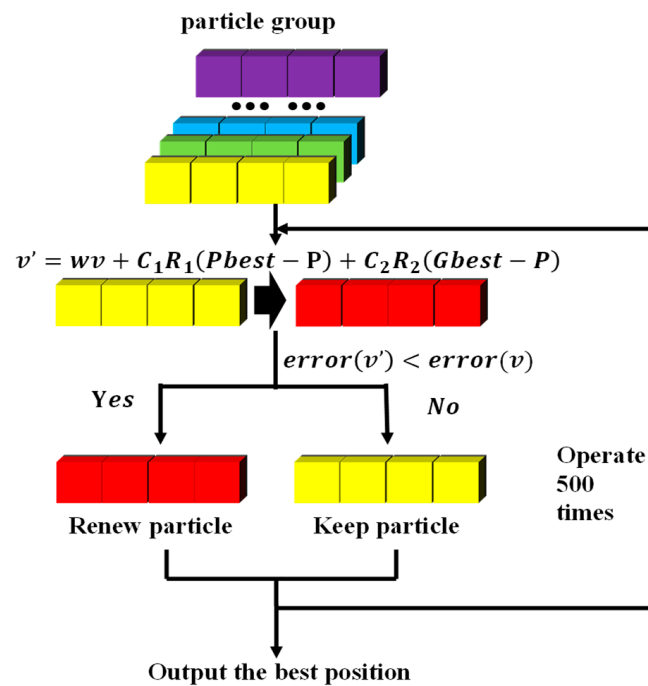 particle group
v' = wv + C₁R₁(Pbest − P) + C₂R₂(Gbest − P)
error(v') < error(v)
Yes
No
Operate
500
times
Renew particle
Keep particle
Output the best position